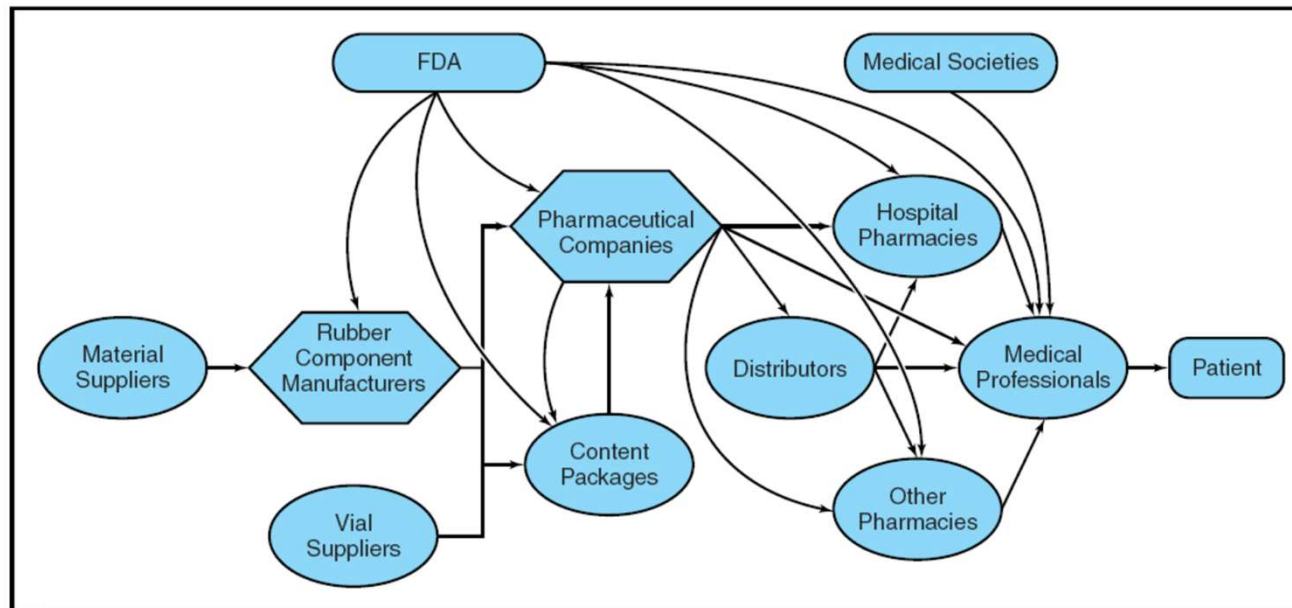 FDA
Medical Societies
Pharmaceutical
Companies
Hospital
Pharmacies
Material
Suppliers
Rubber
Component
Manufacturers
Distributors
Medical
Professionals
Patient
Content
Packages
Vial
Suppliers
Other
Pharmacies